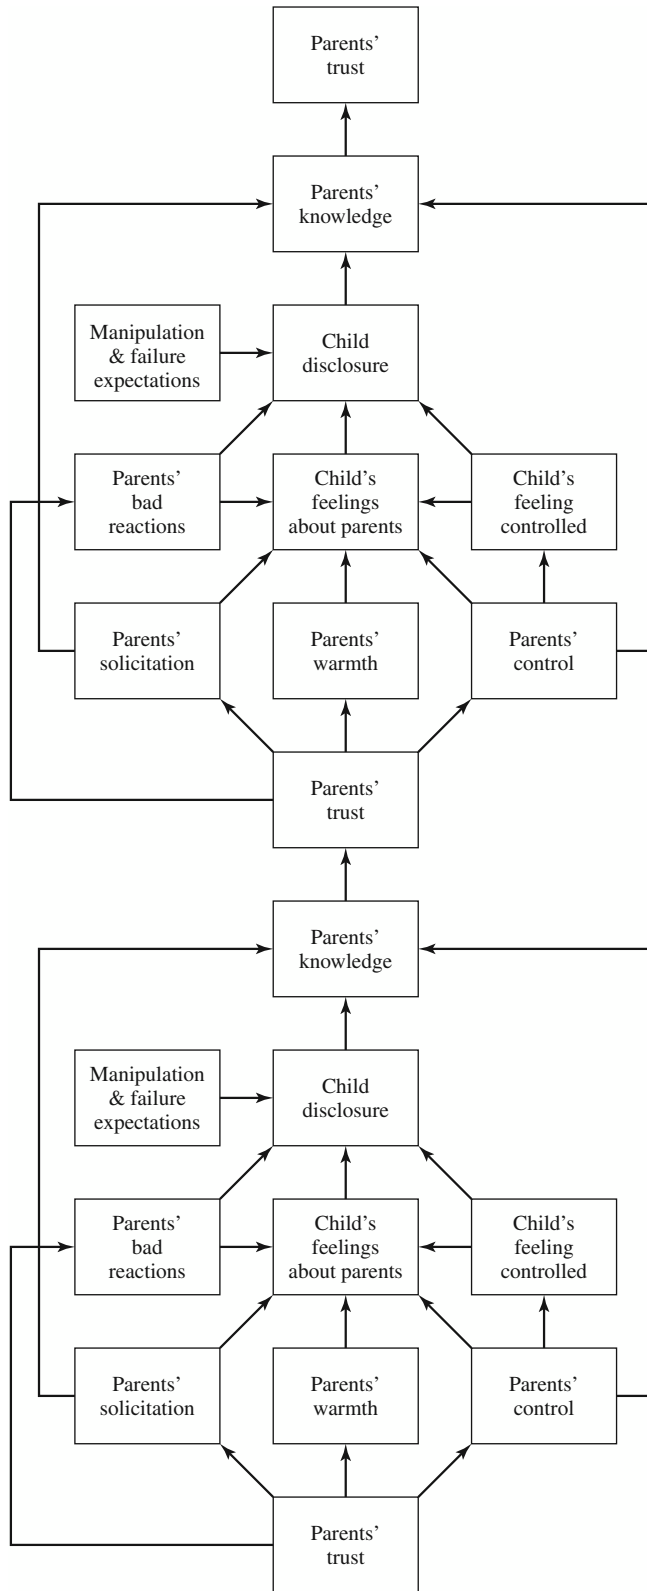 Parents’
trust
Parents’
knowledge
Manipulation
& failure
expectations
Child
disclosure
Parents’
bad
reactions
Child’s
feelings
about parents
Child’s
feeling
controlled
Parents’
solicitation
Parents’
warmth
Parents’
control
Parents’
trust
Parents’
knowledge
Manipulation
& failure
expectations
Child
disclosure
Parents’
bad
reactions
Child’s
feelings
about parents
Child’s
feeling
controlled
Parents’
solicitation
Parents’
warmth
Parents’
control
Parents’
trust